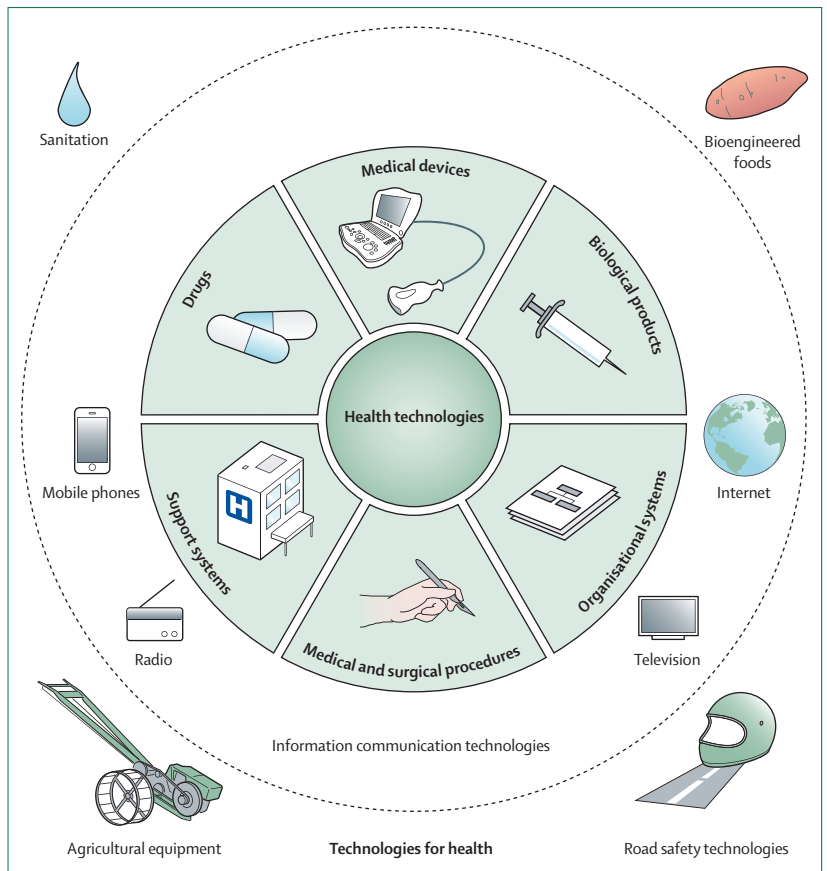 Sanitation
Bioengineered
foods
Medical devices
Drugs
Biological products
Health technologies
Mobile phones
Internet
Support systems
H
Organisational systems
Medical and surgical procedures
Radio
Television
Information communication technologies
Agricultural equipment
Technologies for health
Road safety technologies